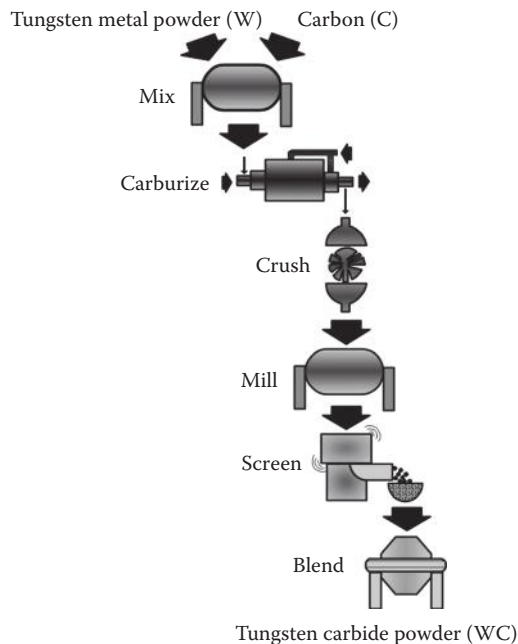 Tungsten metal powder (W) Carbon (C)
Mix
Carburize
Crush
Mill
Screen
Blend
Tungsten carbide powder (WC)